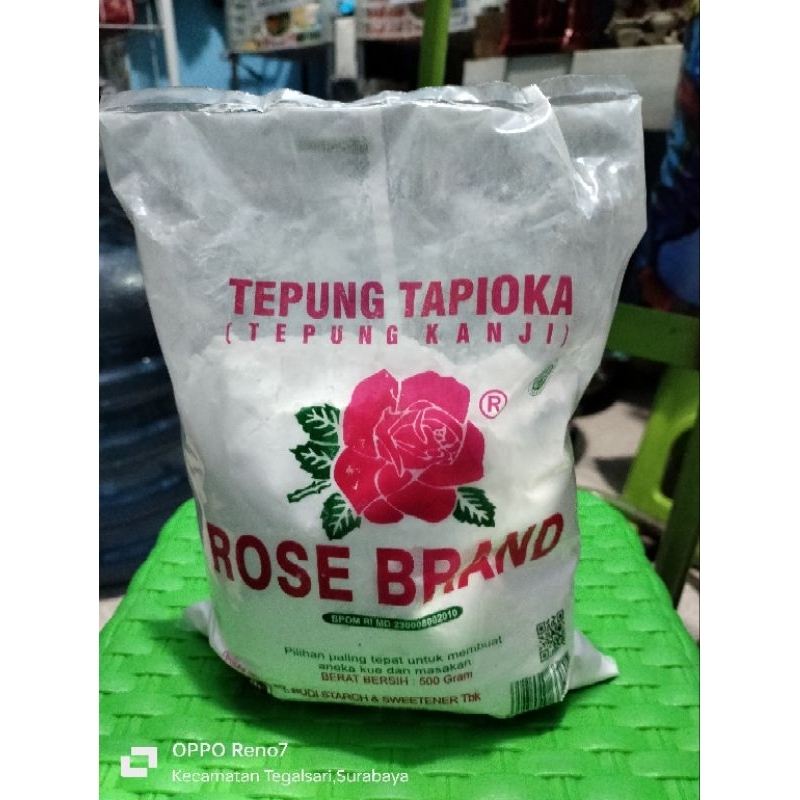 TEPUNG TAPIOKA
(TEPUNG KANJI)
®
ROSE BRAND
BPOM RI MD 230008002010
Pilihan paling tepat untuk membuat
aneka kue dan masakan
BERAT BERSIH : 500 Gram
BUDI STARCH & SWEETENER Tbk
OPPO Reno7
Kecamatan Tegalsari,Surabaya